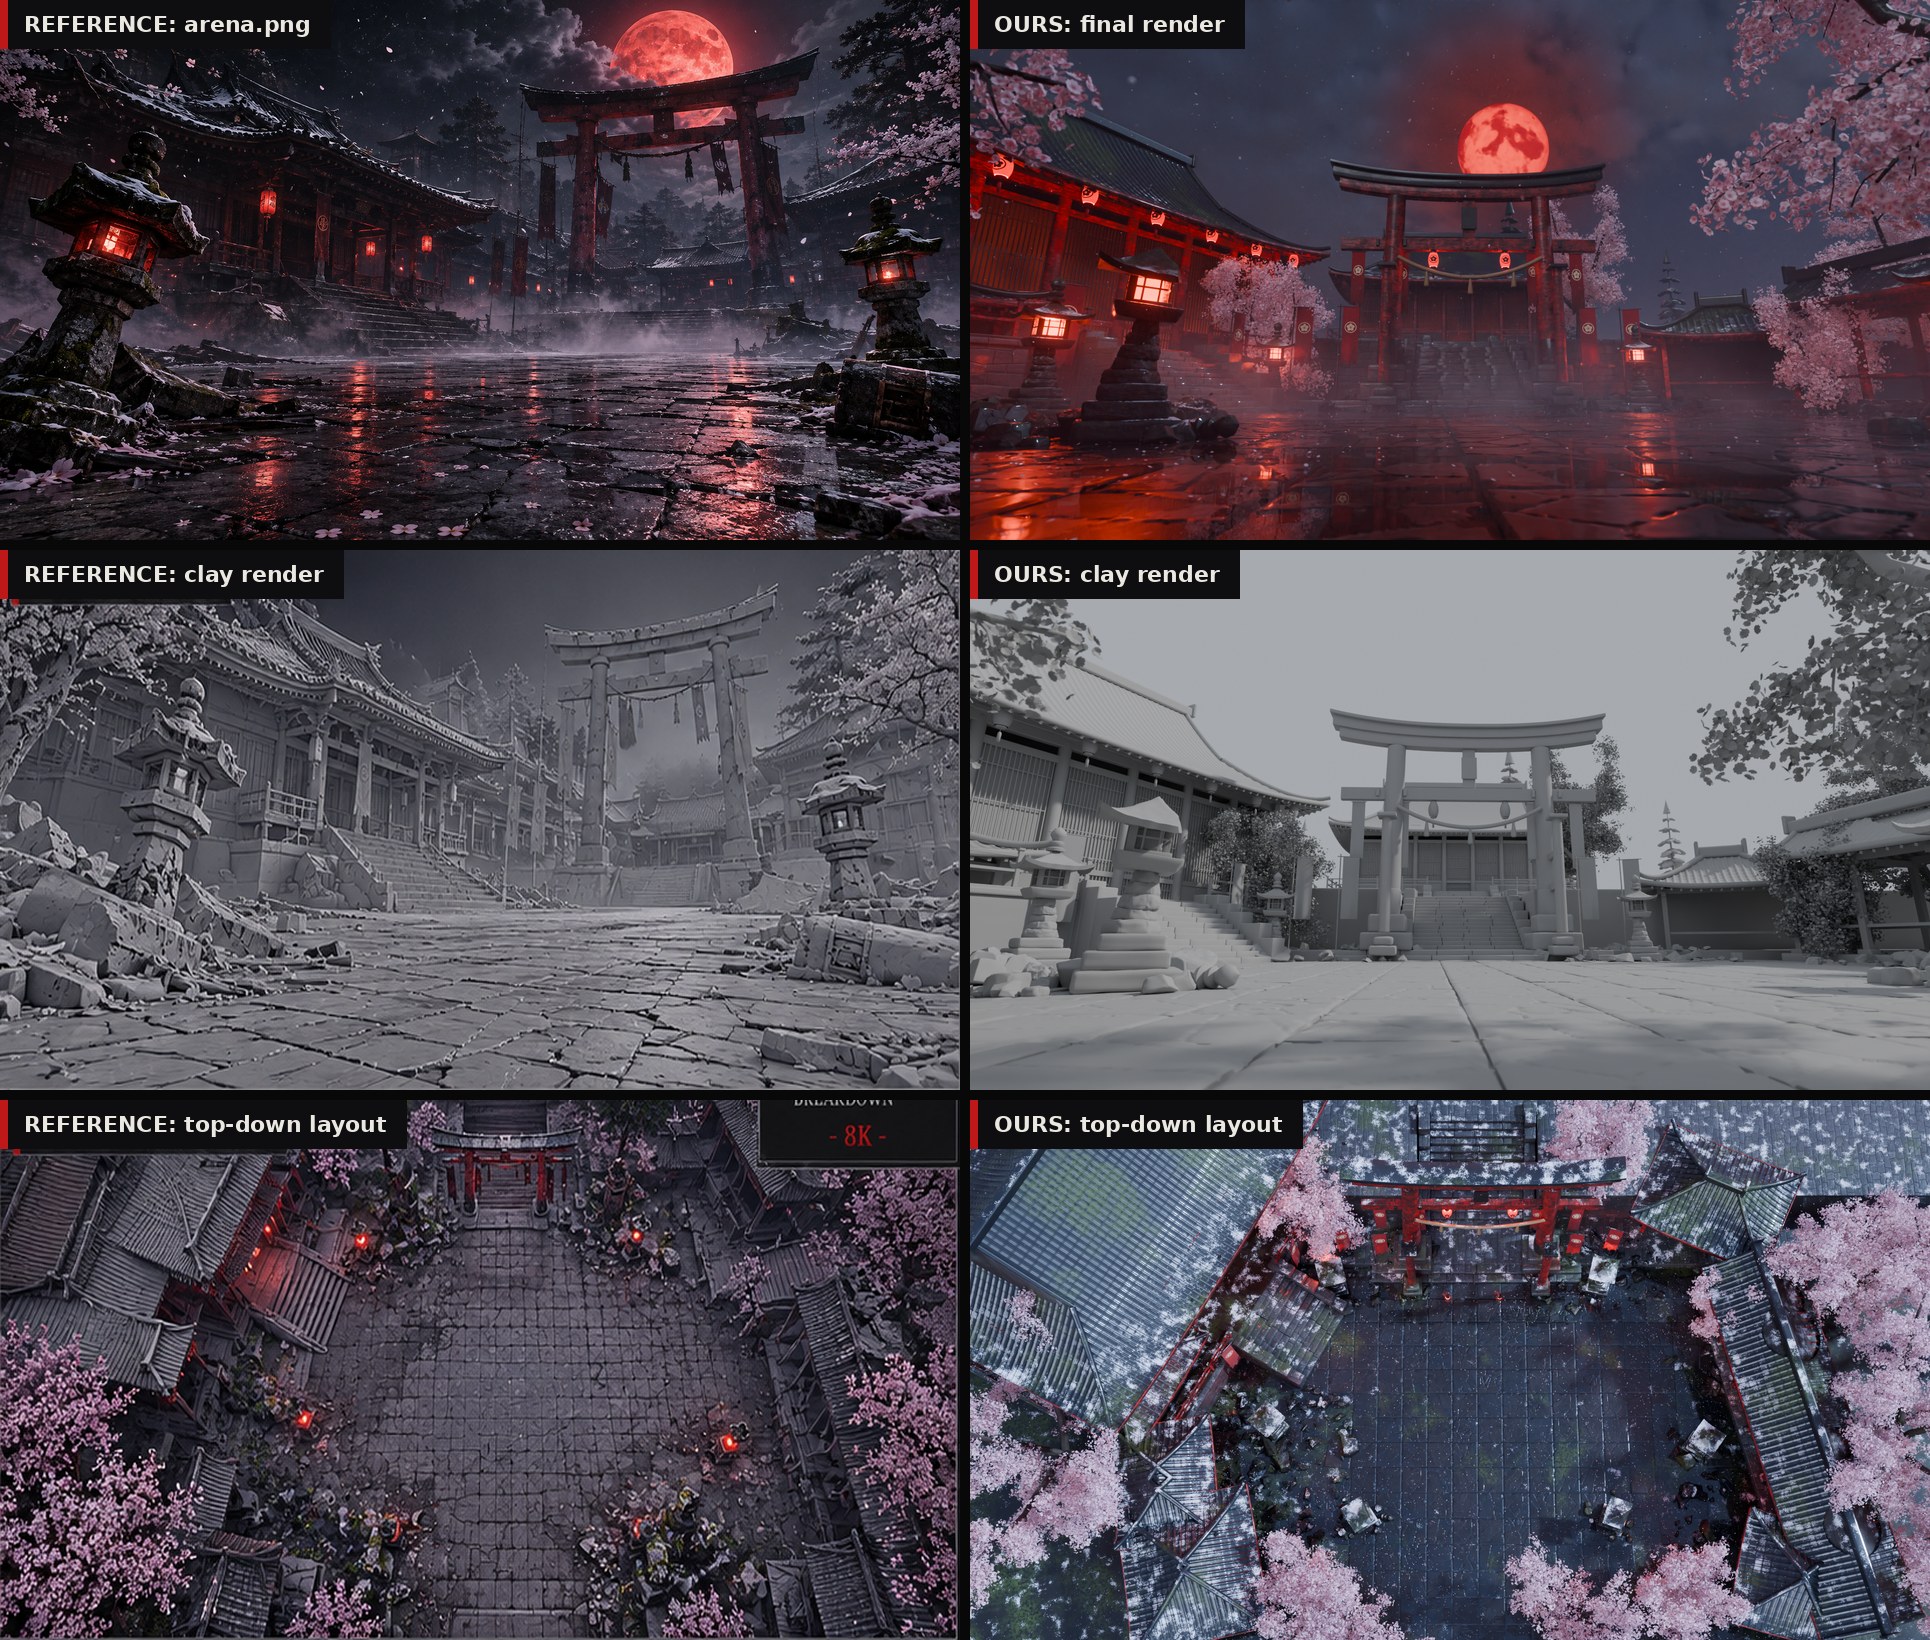 REFERENCE: arena.png
OURS: final render
REFERENCE: clay render
OURS: clay render
REFERENCE: top-down layout
BREAKDOWN
- 8K -
OURS: top-down layout